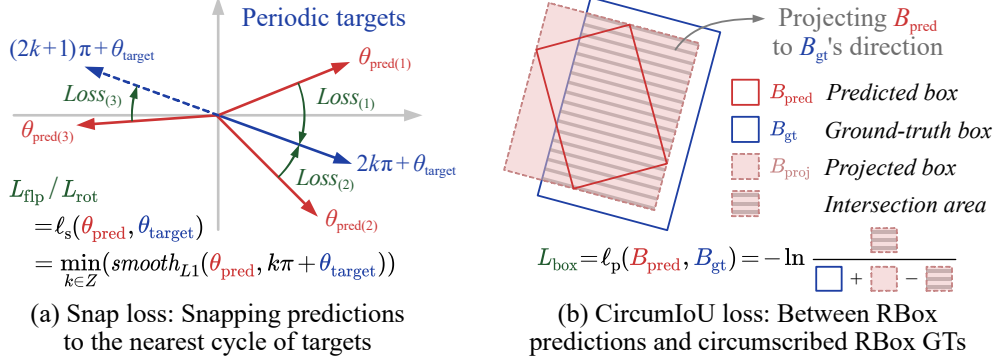 Periodic targets
(2k+1)π+θtarget
θpred(1)
Loss(3)
Loss(1)
θpred(3)
2kπ+θtarget
Loss(2)
θpred(2)
Lflp / Lrot
=ℓs(θpred, θtarget)
=min k∈Z (smoothL1(θpred, kπ+θtarget))
(a) Snap loss: Snapping predictions
to the nearest cycle of targets
Projecting Bpred
to Bgt's direction
Bpred Predicted box
Bgt Ground-truth box
Bproj Projected box
Intersection area
Lbox=ℓp(Bpred, Bgt)=−ln
+ −
(b) CircumIoU loss: Between RBox
predictions and circumscribed RBox GTs